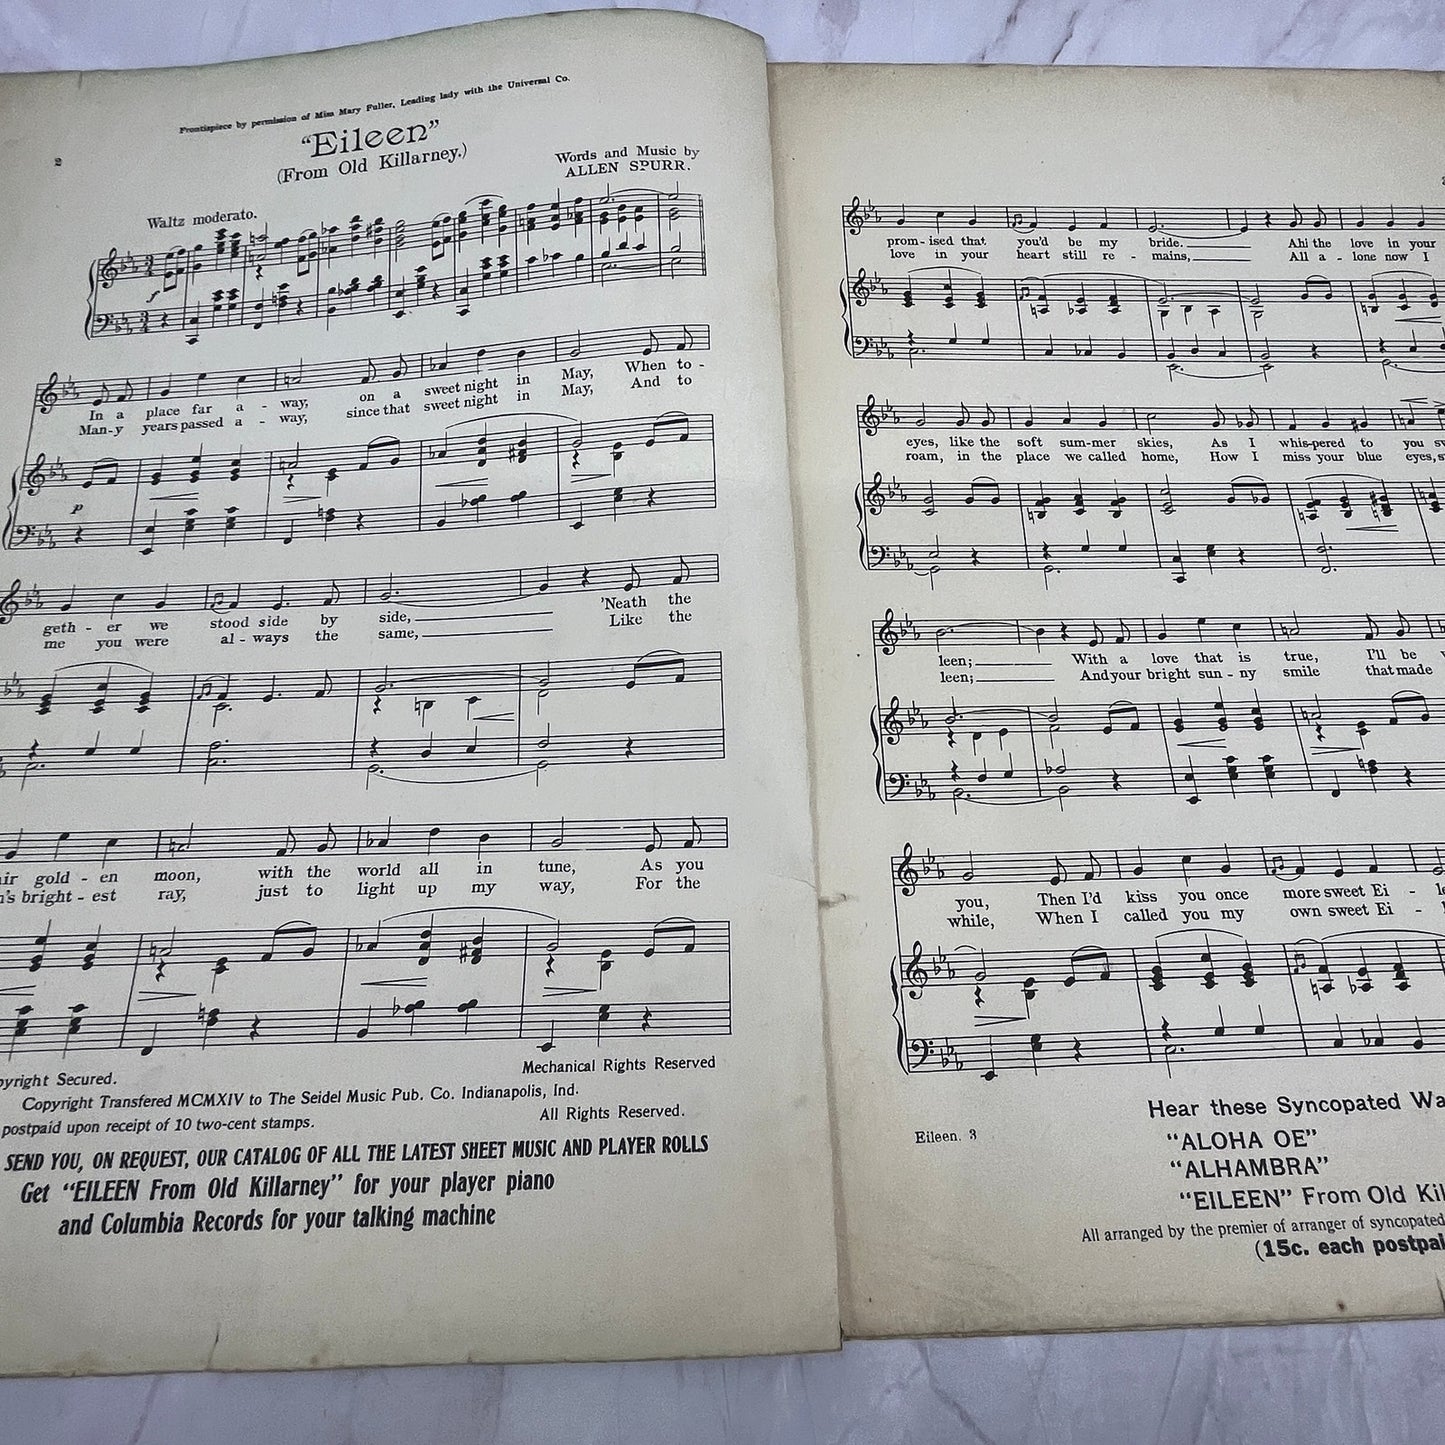 Frontispiece by permission of Miss Mary Fuller, Leading lady with the Universal Co.
2
"Eileen"
(From Old Killarney.)
Words and Music by
ALLEN SPURR.
Waltz moderato.
f
In a place far a - way, on a sweet night in May, When to -
Man-y years passed a - way, since that sweet night in May, And to
p
geth - er we stood side by side, 'Neath the
me you were al - ways the same, Like the
gold - en moon, with the world all in tune, As you
bright - est ray, just to light up my way, For the
Copyright Secured.
Mechanical Rights Reserved
Copyright Transfered MCMXIV to The Seidel Music Pub. Co. Indianapolis, Ind.
postpaid upon receipt of 10 two-cent stamps.
All Rights Reserved.
SEND YOU, ON REQUEST, OUR CATALOG OF ALL THE LATEST SHEET MUSIC AND PLAYER ROLLS
Get "EILEEN From Old Killarney" for your player piano
and Columbia Records for your talking machine
prom - ised that you'd be my bride. Ah! the love in your
love in your heart still re - mains, All a - lone now I
eyes, like the soft sum-mer skies, As I whis-pered to you
roam, in the place we called home, How I miss your blue eyes,
leen; With a love that is true, I'll be
leen; And your bright sun - ny smile that made
you, Then I'd kiss you once more sweet Ei -
while, When I called you my own sweet Ei -
Eileen. 3
Hear these Syncopated
"ALOHA OE"
"ALHAMBRA"
"EILEEN" From Old
All arranged by the premier of arranger of syncopated
(15c. each